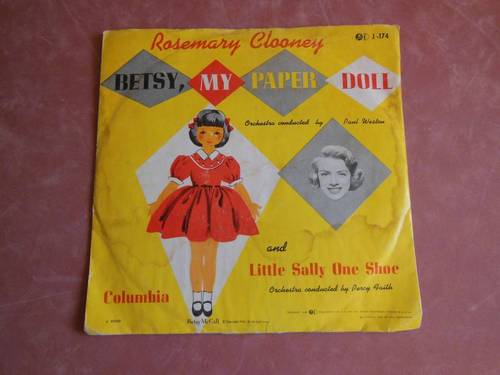 Rosemary Clooney
J-174
BETSY, MY PAPER DOLL
Orchestra conducted by Paul Weston
and
Little Sally One Shoe
Orchestra conducted by Percy Faith
Columbia
Betsy McCall